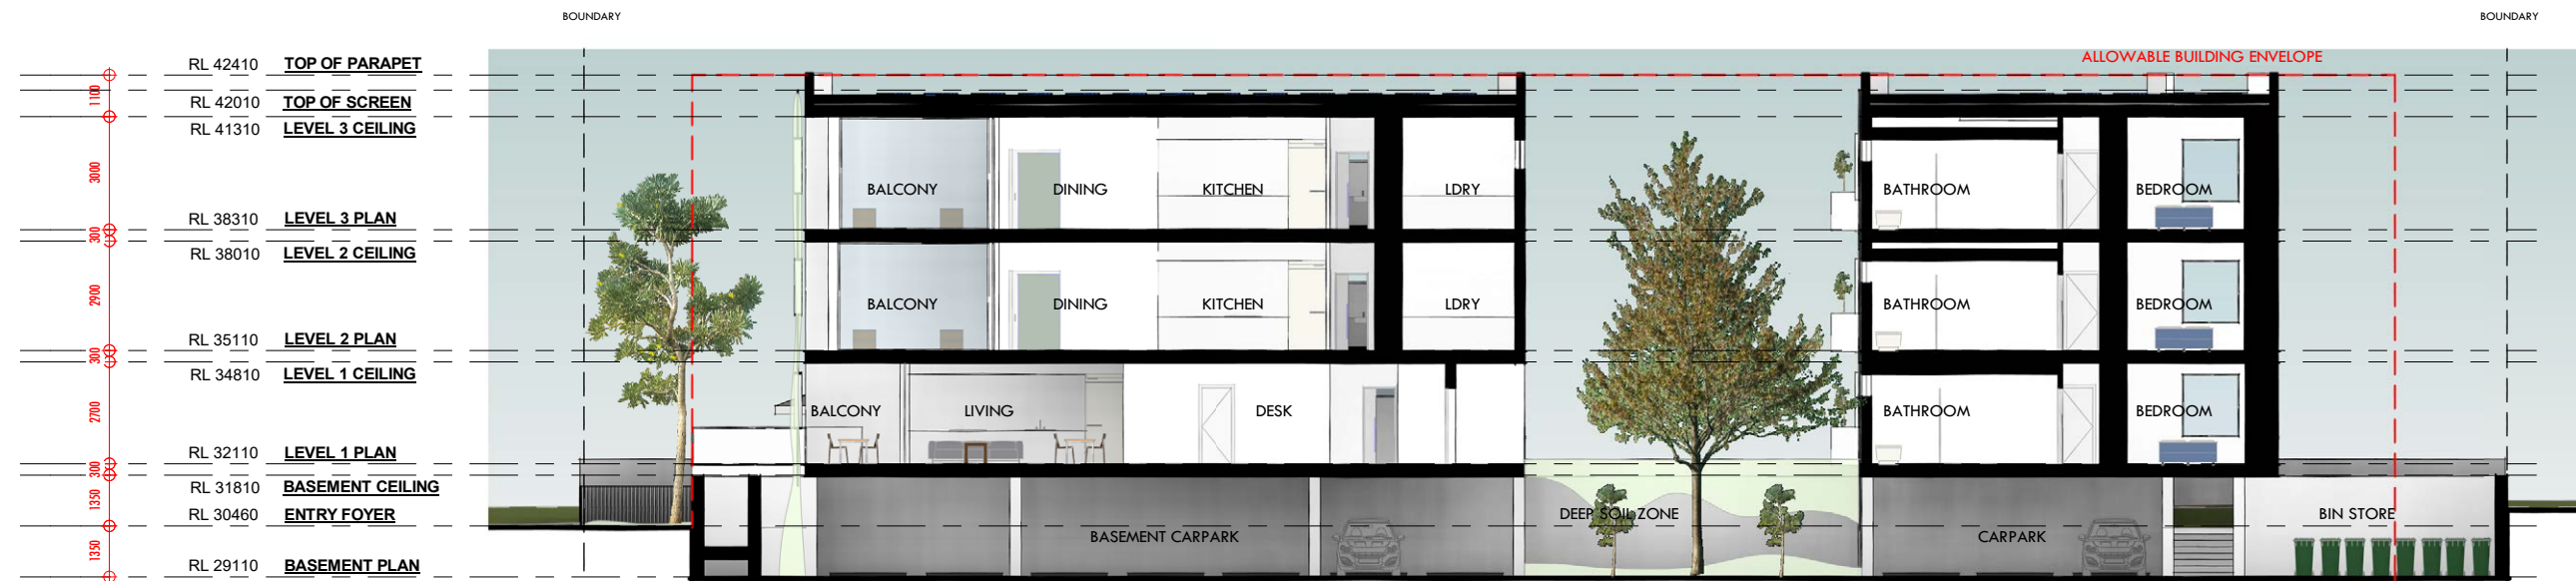 BOUNDARY BOUNDARY
ALLOWABLE BUILDING ENVELOPE
RL 42410 TOP OF PARAPET
1100
RL 42010 TOP OF SCREEN
RL 41310 LEVEL 3 CEILING
3000
BALCONY DINING KITCHEN LDRY BATHROOM BEDROOM
RL 38310 LEVEL 3 PLAN
300
RL 38010 LEVEL 2 CEILING
2900
BALCONY DINING KITCHEN LDRY BATHROOM BEDROOM
RL 35110 LEVEL 2 PLAN
300
RL 34810 LEVEL 1 CEILING
2700
BALCONY LIVING DESK BATHROOM BEDROOM
RL 32110 LEVEL 1 PLAN
300
RL 31810 BASEMENT CEILING
1350
RL 30460 ENTRY FOYER
DEEP SOIL ZONE BIN STORE
BASEMENT CARPARK CARPARK
1350
RL 29110 BASEMENT PLAN